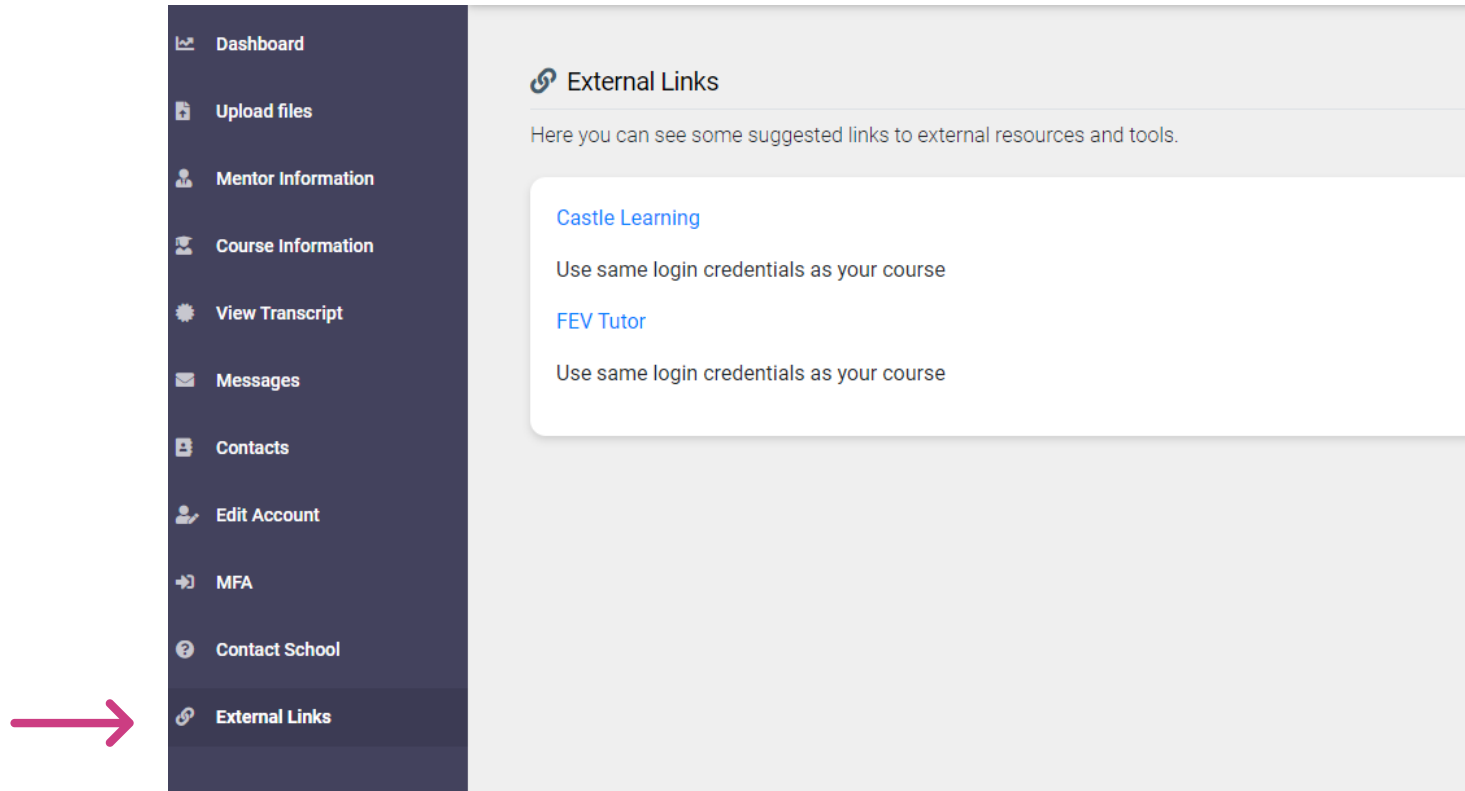 Dashboard
Upload files
Mentor Information
Course Information
View Transcript
Messages
Contacts
Edit Account
MFA
Contact School
External Links
External Links
Here you can see some suggested links to external resources and tools.
Castle Learning
Use same login credentials as your course
FEV Tutor
Use same login credentials as your course